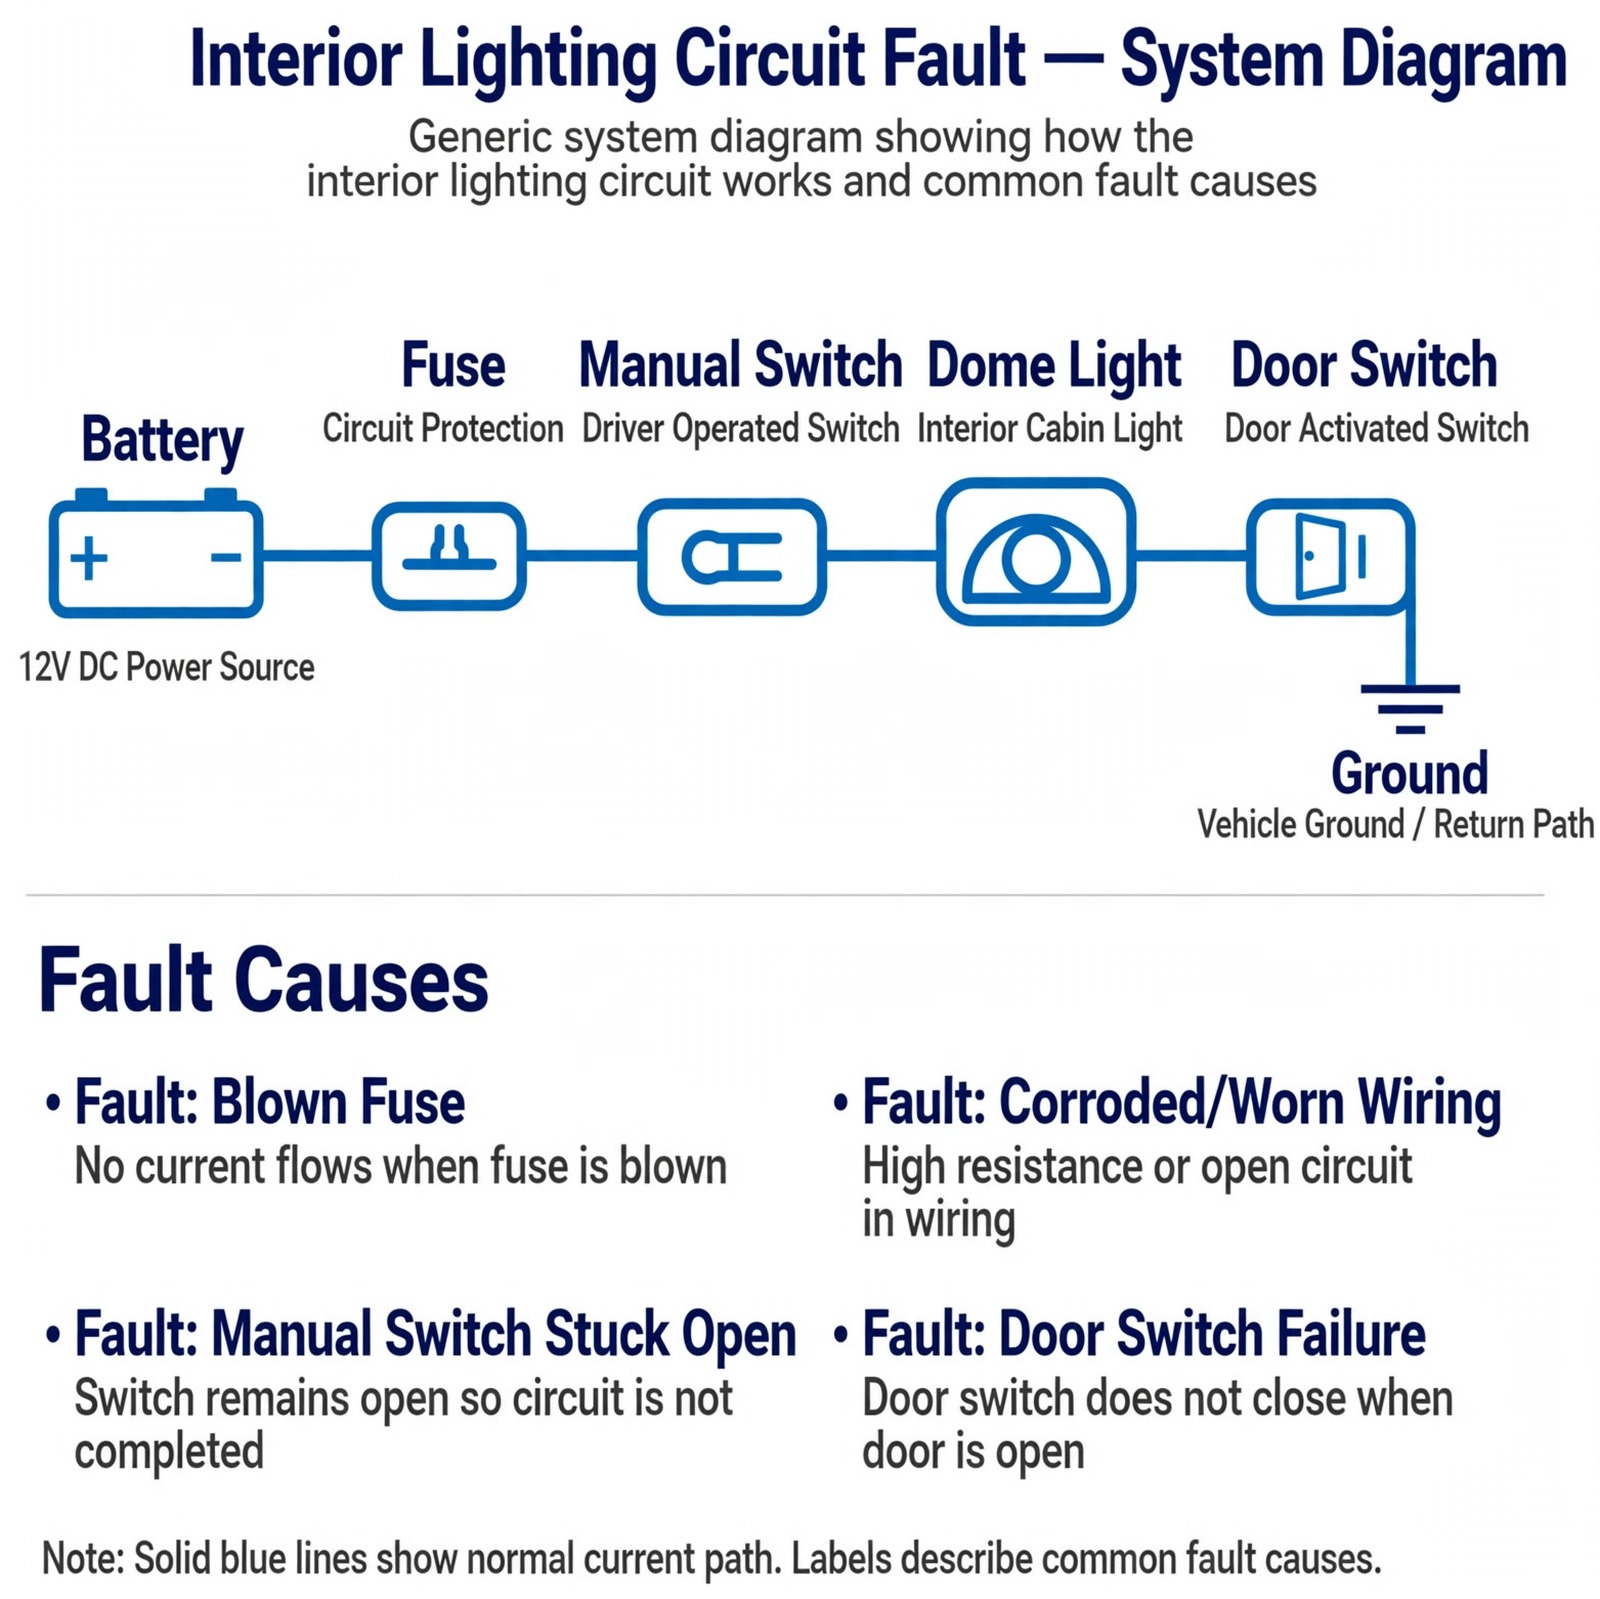 Interior Lighting Circuit Fault — System Diagram
Generic system diagram showing how the
interior lighting circuit works and common fault causes
Battery
Fuse
Circuit Protection
Manual Switch
Driver Operated Switch
Dome Light
Interior Cabin Light
Door Switch
Door Activated Switch
+ −
12V DC Power Source
Ground
Vehicle Ground / Return Path
Fault Causes
• Fault: Blown Fuse
No current flows when fuse is blown
• Fault: Corroded/Worn Wiring
High resistance or open circuit
in wiring
• Fault: Manual Switch Stuck Open
Switch remains open so circuit is not
completed
• Fault: Door Switch Failure
Door switch does not close when
door is open
Note: Solid blue lines show normal current path. Labels describe common fault causes.